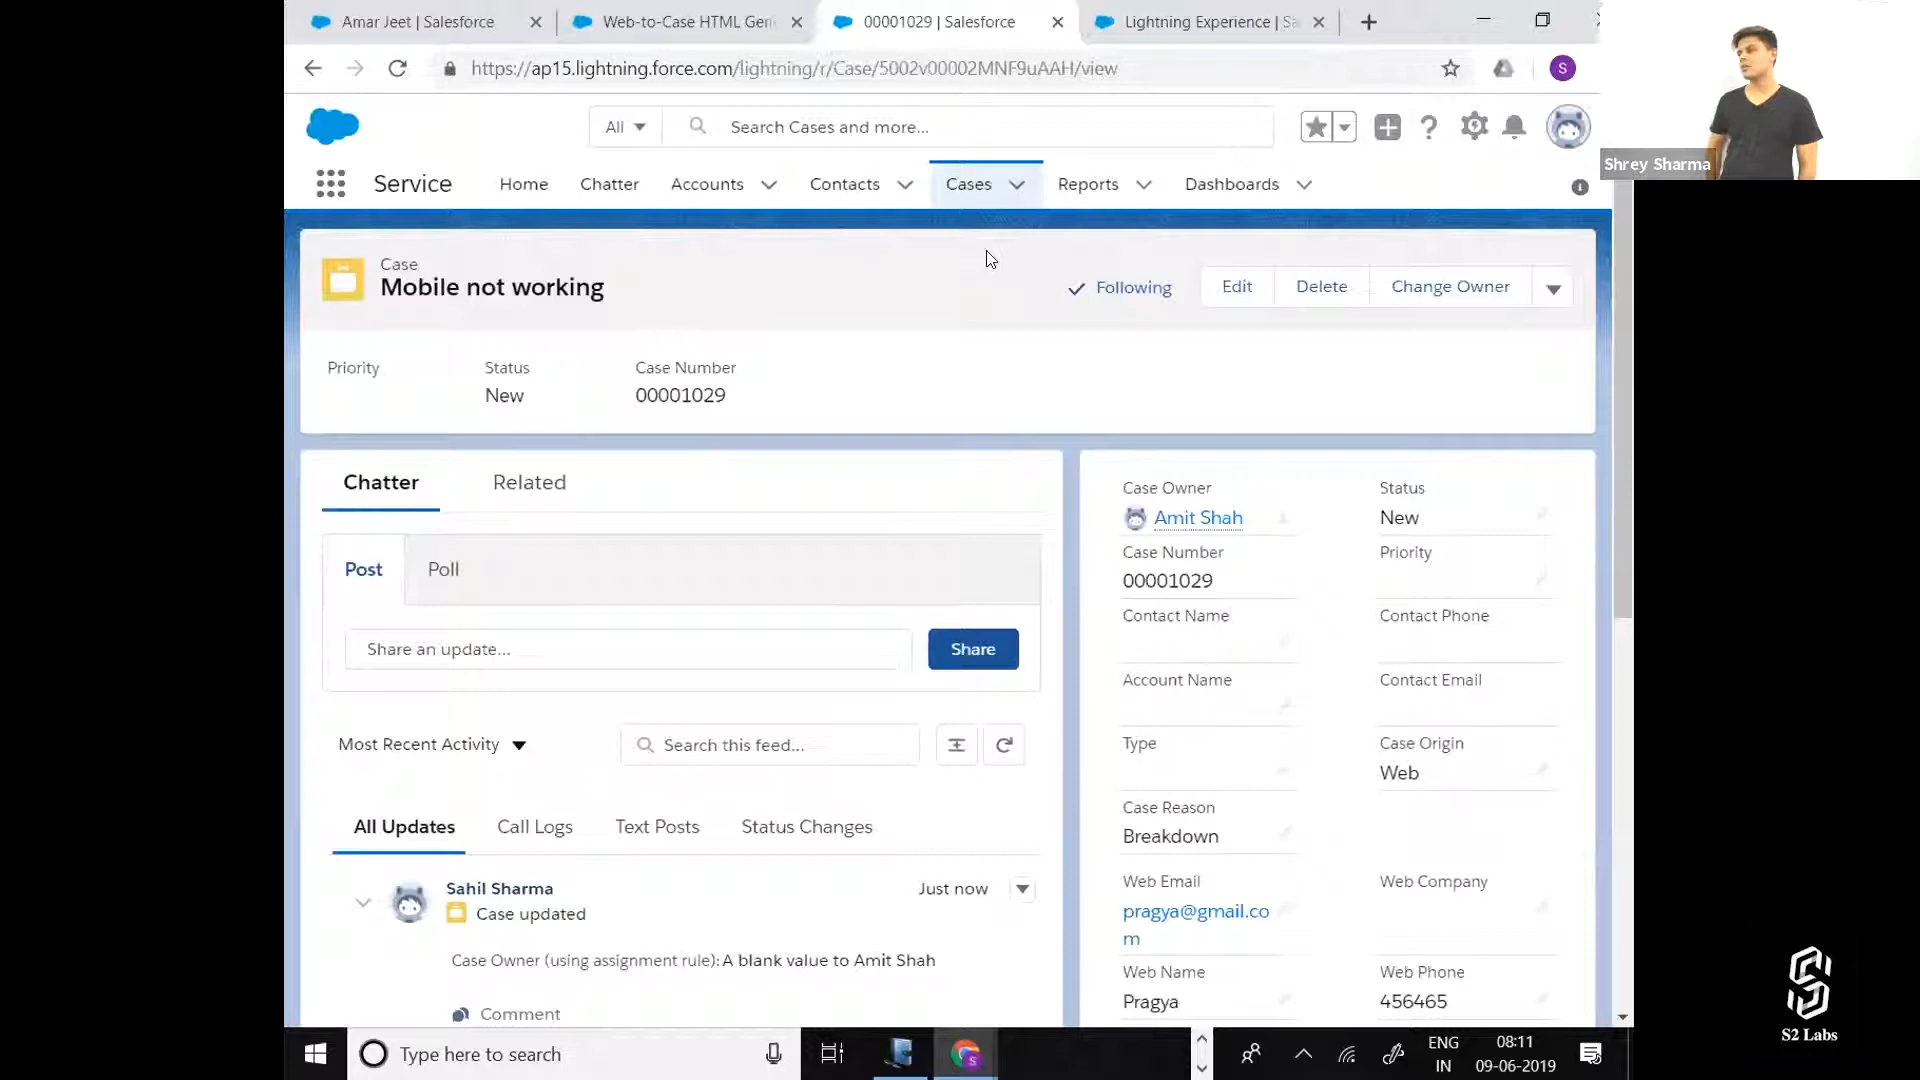 Amar Jeet | Salesforce
Web-to-Case HTML Gen
00001029 | Salesforce
Lightning Experience | Sa
https://ap15.lightning.force.com/lightning/r/Case/5002v00002MNF9uAAH/view
S
Shrey Sharma
All
Search Cases and more...
Service
Home
Chatter
Accounts
Contacts
Cases
Reports
Dashboards
Case
Mobile not working
Following
Edit
Delete
Change Owner
Priority
Status
New
Case Number
00001029
Chatter
Related
Post
Poll
Share an update...
Share
Most Recent Activity
Search this feed...
All Updates
Call Logs
Text Posts
Status Changes
Sahil Sharma
Just now
Case updated
Case Owner (using assignment rule): A blank value to Amit Shah
Comment
Case Owner
Amit Shah
Status
New
Case Number
00001029
Priority
Contact Name
Contact Phone
Account Name
Contact Email
Type
Case Origin
Web
Case Reason
Breakdown
Web Email
pragya@gmail.co
m
Web Company
Web Name
Pragya
Web Phone
456465
S2 Labs
Type here to search
ENG
IN
08:11
09-06-2019